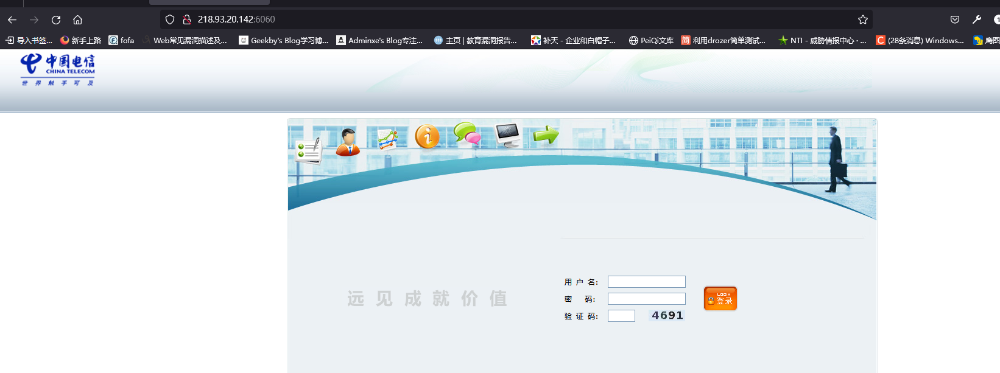 218.93.20.142:6060
导入书签... 新手上路 fofa Web常见漏洞描述及... Geekby's Blog学习博... Adminxe's Blog专注... 主页 | 教育漏洞报告... 补天 - 企业和白帽子... PeiQi文库 利用drozer简单测试... NTI - 威胁情报中心 · ... (28条消息) Windows... 鹰图
中国电信
CHINA TELECOM
世界触手可及
用 户 名:
密 码:
LOGIN
登录
远见成就价值
验 证 码: 4691